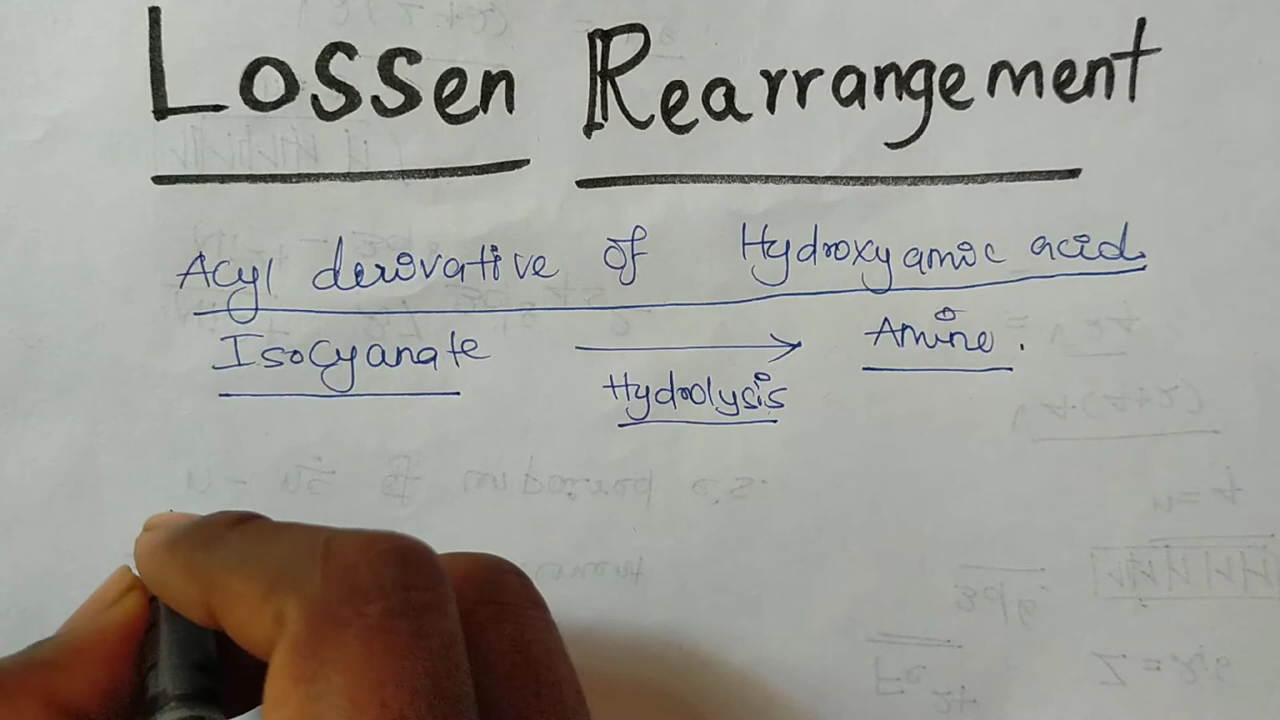 Lossen Rearrangement
Acyl derivative of Hydroxyamic acid
Isocyanate → Amine.
Hydrolysis